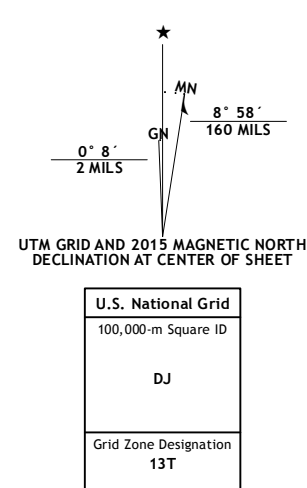 ★
MN
GN
8° 58´
160 MILS
0° 8´
2 MILS
UTM GRID AND 2015 MAGNETIC NORTH
DECLINATION AT CENTER OF SHEET
U.S. National Grid
100,000-m Square ID
DJ
Grid Zone Designation
13T